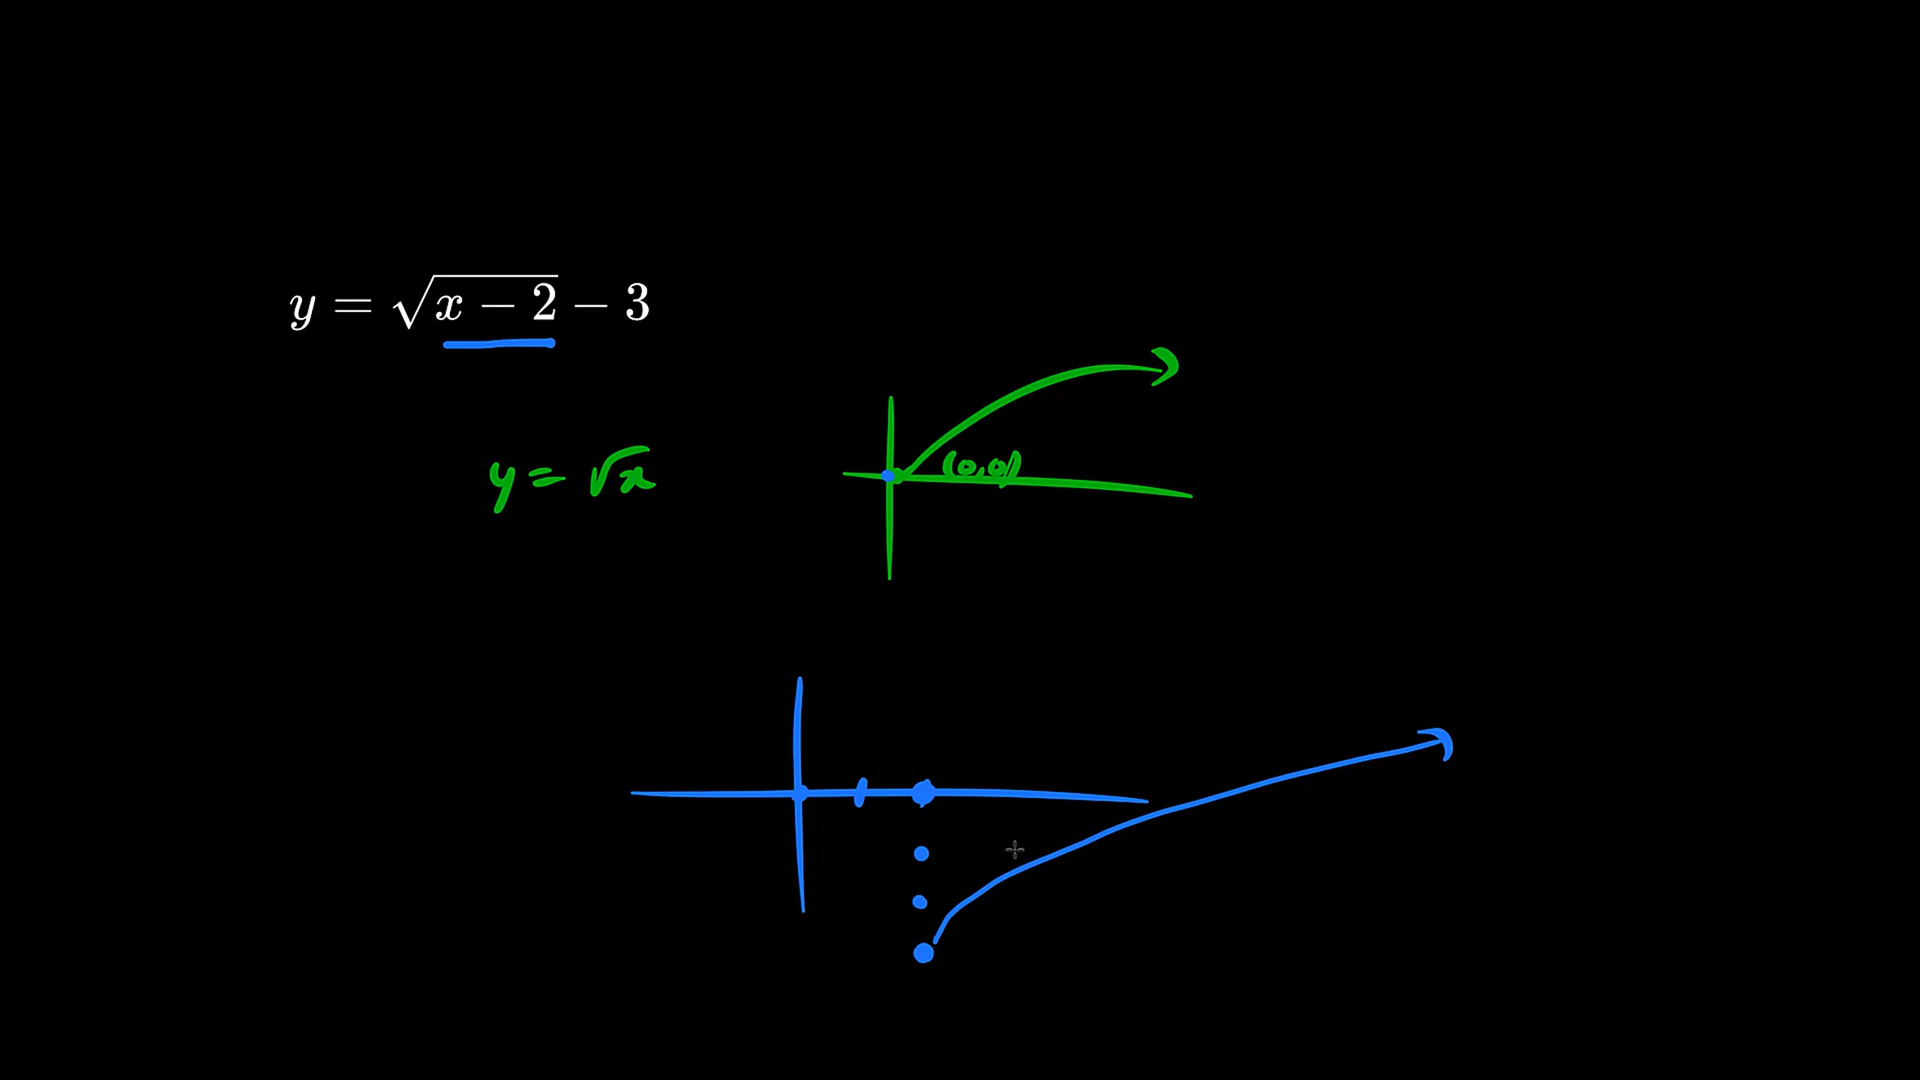 y = √(x − 2) − 3
(0,0)
y = √x